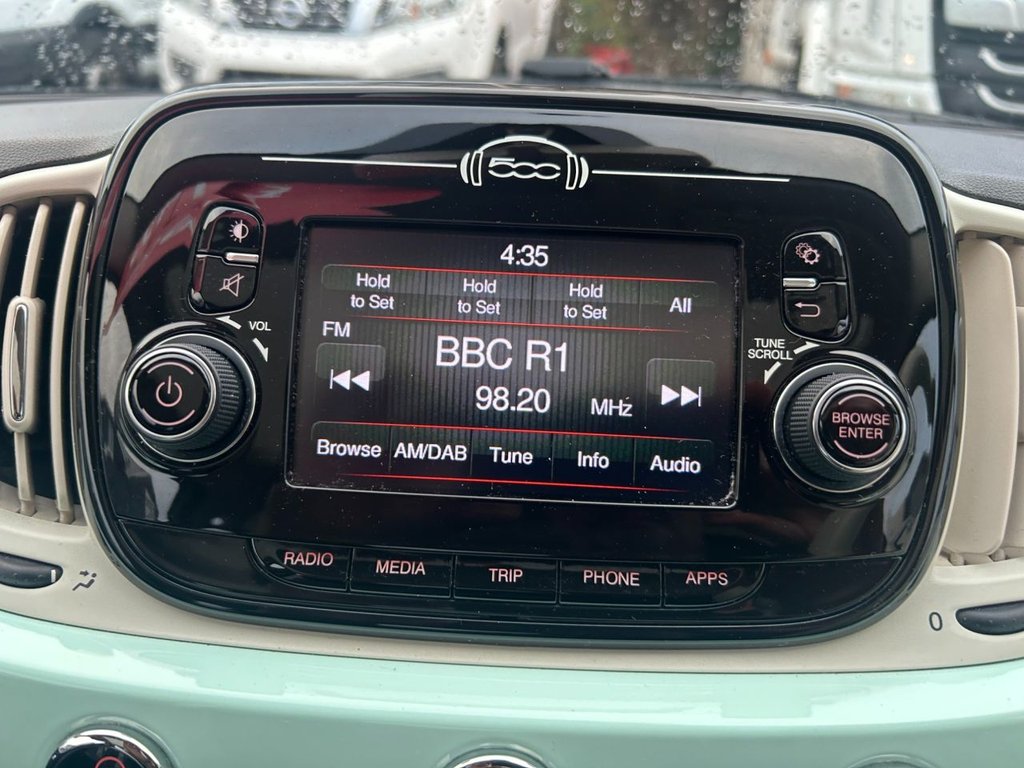 500
4:35
Hold
to Set
Hold
to Set
Hold
to Set
All
FM
BBC R1
98.20 MHz
Browse AM/DAB Tune Info Audio
VOL
TUNE
SCROLL
BROWSE
ENTER
RADIO MEDIA TRIP PHONE APPS
0